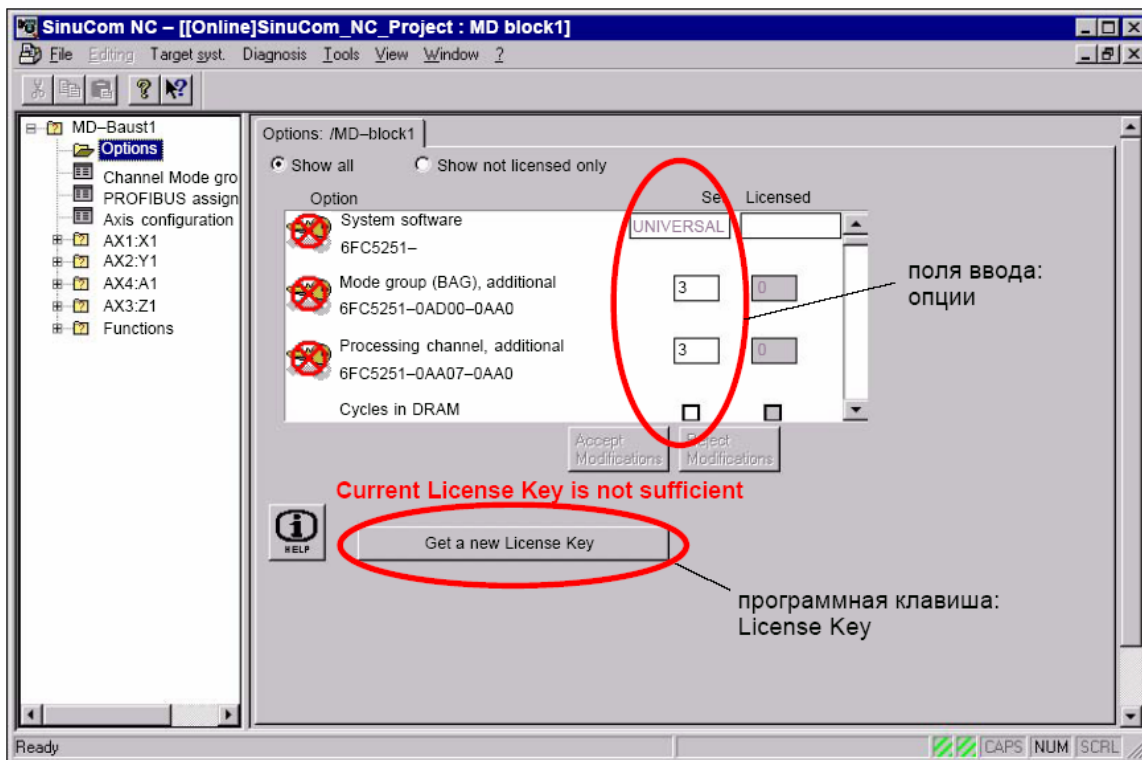 SinuCom NC – [[Online]SinuCom_NC_Project : MD block1]
File Editing Target syst. Diagnosis Tools View Window ?
MD–Baust1
Options
Channel Mode gro
PROFIBUS assign
Axis configuration
AX1:X1
AX2:Y1
AX4:A1
AX3:Z1
Functions
Options: /MD–block1
Show all Show not licensed only
Option Se Licensed
System software UNIVERSAL
6FC5251–
Mode group (BAG), additional 3 0
6FC5251–0AD00–0AA0
Processing channel, additional 3 0
6FC5251–0AA07–0AA0
Cycles in DRAM
Accept Modifications Reject Modifications
Current License Key is not sufficient
HELP
Get a new License Key
поля ввода:
опции
программная клавиша:
License Key
Ready CAPS NUM SCRL